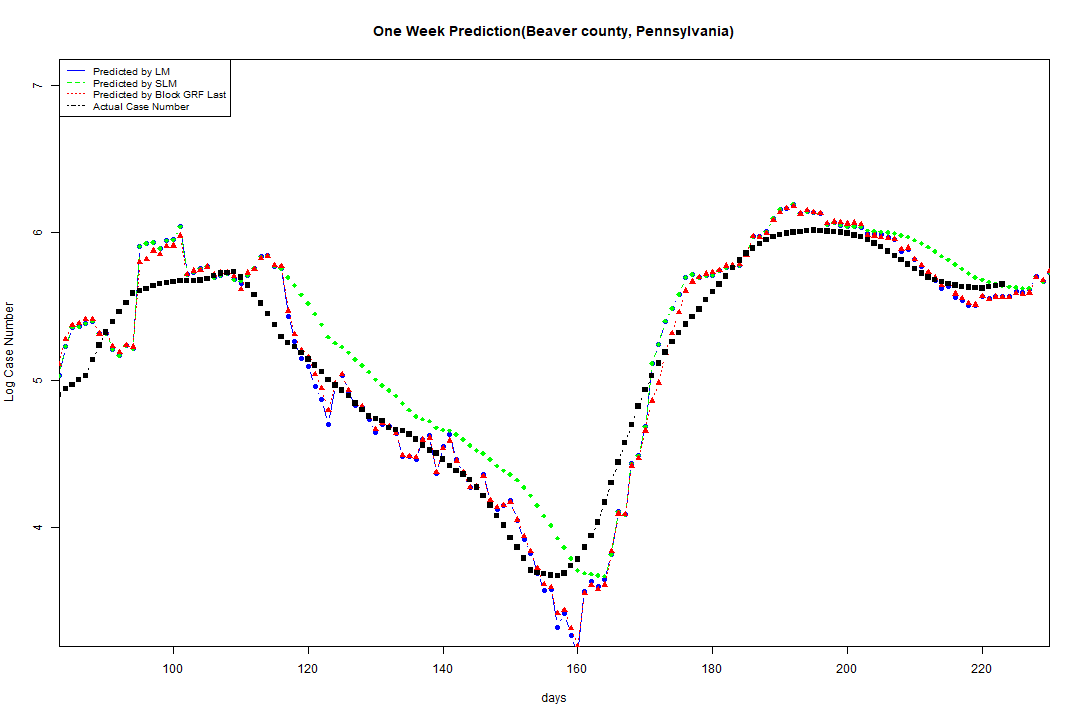 One Week Prediction(Beaver county, Pennsylvania)
Predicted by LM
Predicted by SLM
Predicted by Block GRF Last
Actual Case Number
7
6
5
4
Log Case Number
100 120 140 160 180 200 220
days